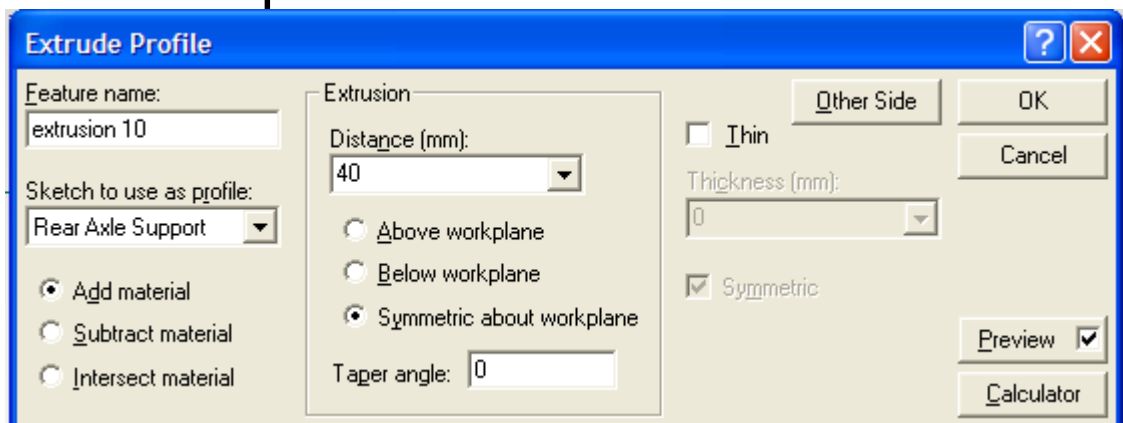 Extrude Profile
Feature name:
extrusion 10
Sketch to use as profile:
Rear Axle Support
Add material
Subtract material
Intersect material
Extrusion
Distance (mm):
40
Above workplane
Below workplane
Symmetric about workplane
Taper angle: 0
Other Side
Thin
Thickness (mm):
0
Symmetric
OK
Cancel
Preview
Calculator